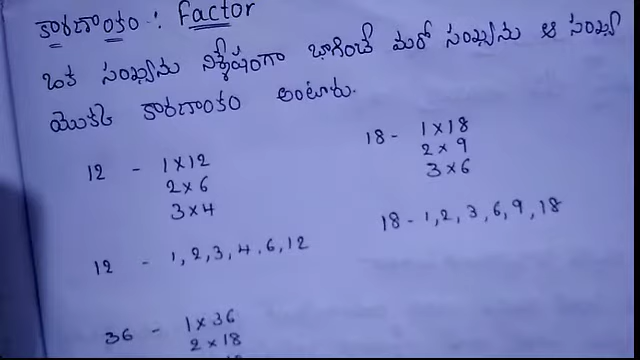 కారణాంకం : Factor
ఒక సంఖ్యను నిశ్శేషంగా భాగించే మరో సంఖ్యను ఆ సంఖ్య
యొక్క కారణాంకం అంటారు.
12 - 1 x 12
2 x 6
3 x 4
18 - 1 x 18
2 x 9
3 x 6
12 - 1, 2, 3, 4, 6, 12
18 - 1, 2, 3, 6, 9, 18
36 - 1 x 36
2 x 18